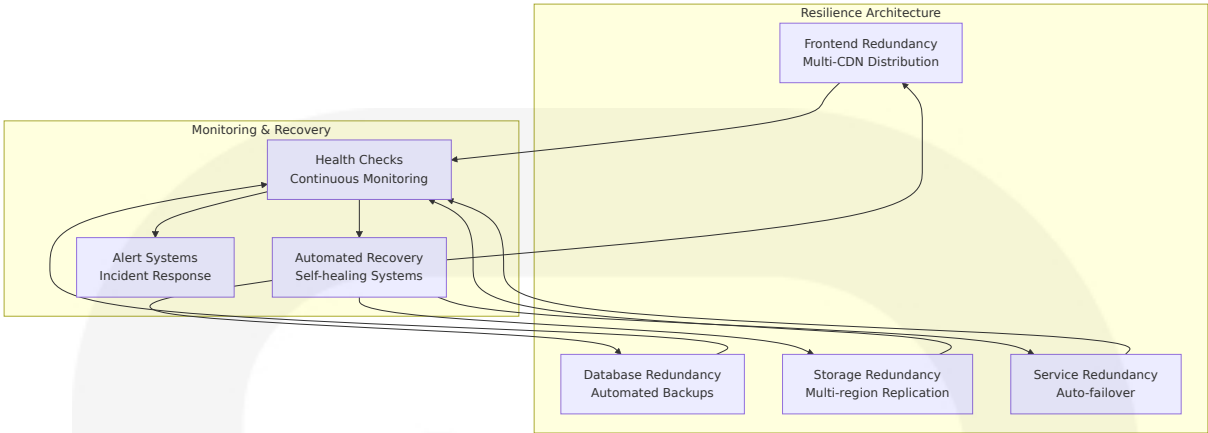 Resilience Architecture
Frontend Redundancy
Multi-CDN Distribution
Monitoring & Recovery
Health Checks
Continuous Monitoring
Alert Systems
Incident Response
Automated Recovery
Self-healing Systems
Database Redundancy
Automated Backups
Storage Redundancy
Multi-region Replication
Service Redundancy
Auto-failover